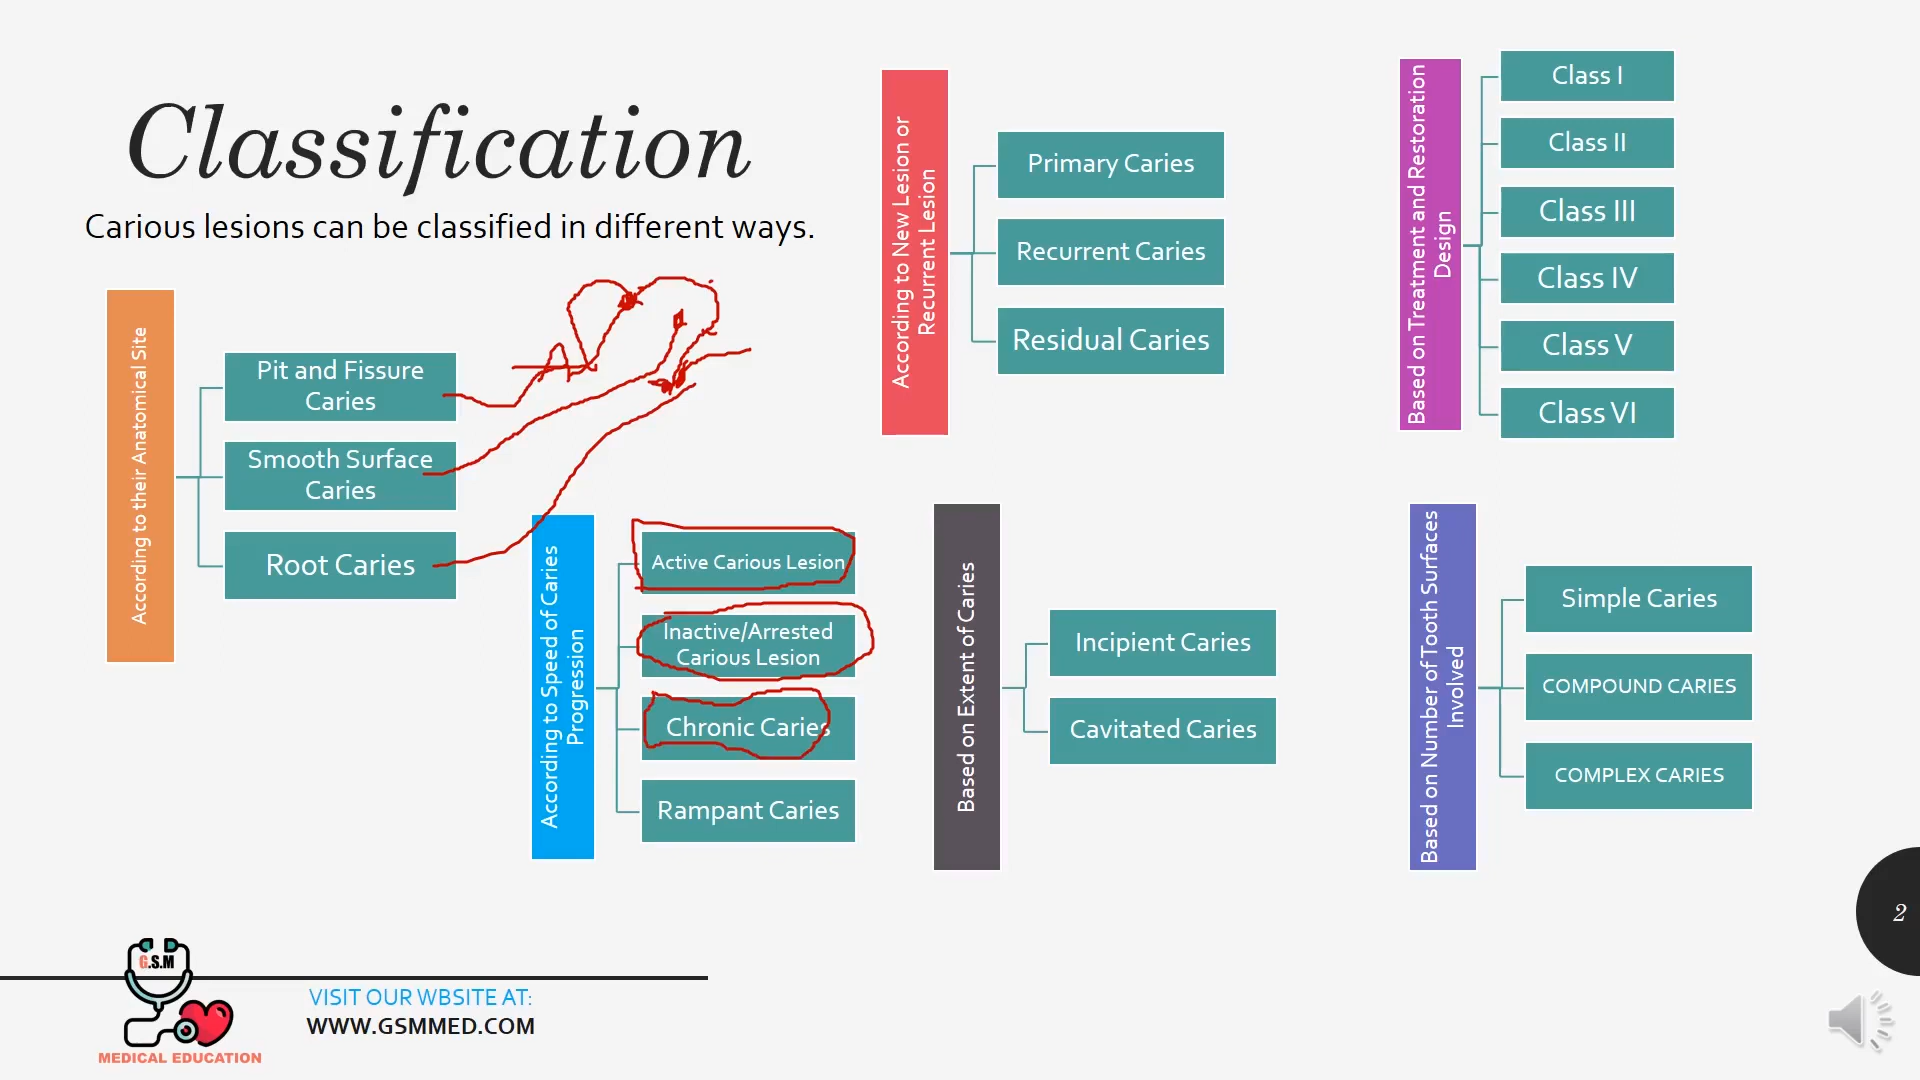 Classification
Carious lesions can be classified in different ways.
According to their Anatomical Site
Pit and Fissure
Caries
Smooth Surface
Caries
Root Caries
According to Speed of Caries
Progression
Active Carious Lesion
Inactive/Arrested
Carious Lesion
Chronic Caries
Rampant Caries
According to New Lesion or
Recurrent Lesion
Primary Caries
Recurrent Caries
Residual Caries
Based on Extent of Caries
Incipient Caries
Cavitated Caries
Based on Treatment and Restoration
Design
Class I
Class II
Class III
Class IV
Class V
Class VI
Based on Number of Tooth Surfaces
Involved
Simple Caries
COMPOUND CARIES
COMPLEX CARIES
2
G.S.M
MEDICAL EDUCATION
VISIT OUR WBSITE AT:
WWW.GSMMED.COM